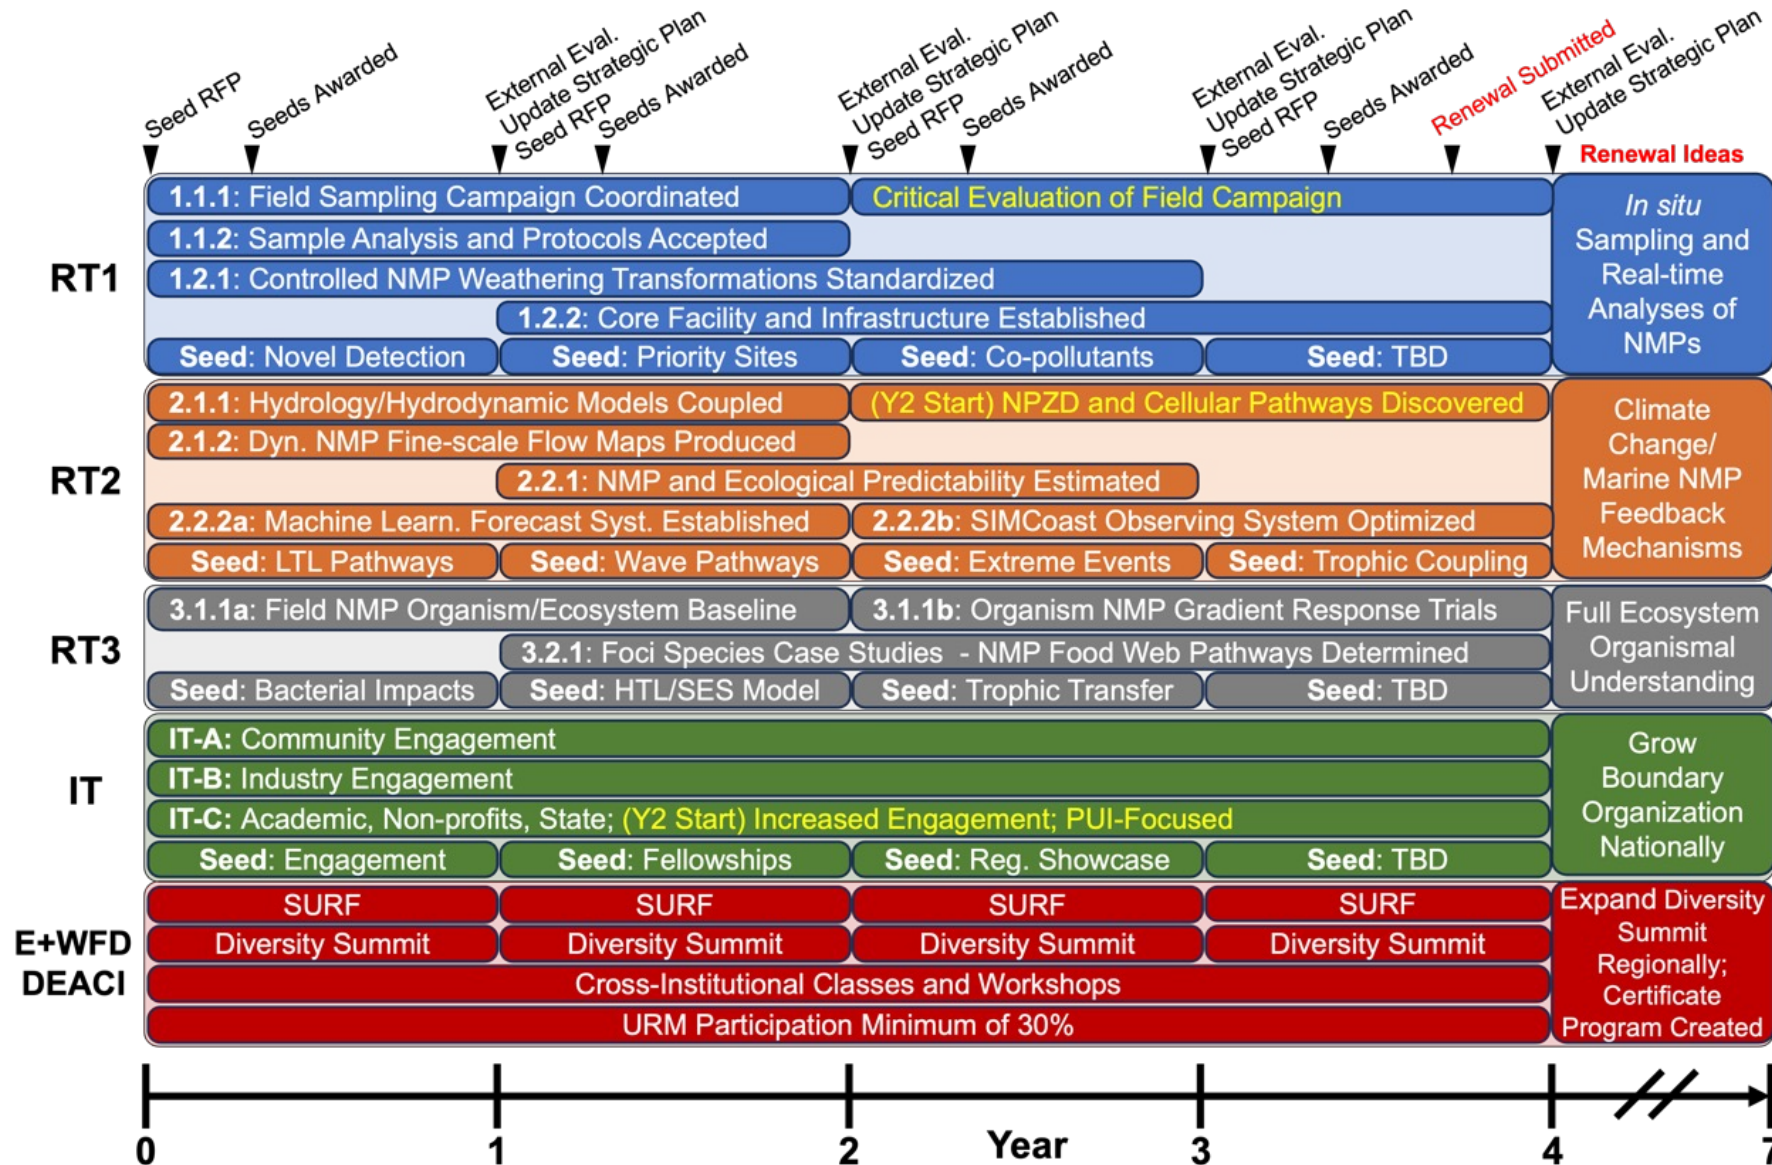 Seed RFP
Seeds Awarded
External Eval.
Update Strategic Plan
Seed RFP
Seeds Awarded
External Eval.
Update Strategic Plan
Seed RFP
Seeds Awarded
External Eval.
Update Strategic Plan
Seed RFP
Seeds Awarded
Renewal Submitted
External Eval.
Update Strategic Plan
Renewal Ideas
RT1
1.1.1: Field Sampling Campaign Coordinated
Critical Evaluation of Field Campaign
1.1.2: Sample Analysis and Protocols Accepted
1.2.1: Controlled NMP Weathering Transformations Standardized
1.2.2: Core Facility and Infrastructure Established
Seed: Novel Detection
Seed: Priority Sites
Seed: Co-pollutants
Seed: TBD
In situ
Sampling and
Real-time
Analyses of
NMPs
RT2
2.1.1: Hydrology/Hydrodynamic Models Coupled
(Y2 Start) NPZD and Cellular Pathways Discovered
2.1.2: Dyn. NMP Fine-scale Flow Maps Produced
2.2.1: NMP and Ecological Predictability Estimated
2.2.2a: Machine Learn. Forecast Syst. Established
2.2.2b: SIMCoast Observing System Optimized
Seed: LTL Pathways
Seed: Wave Pathways
Seed: Extreme Events
Seed: Trophic Coupling
Climate
Change/
Marine NMP
Feedback
Mechanisms
RT3
3.1.1a: Field NMP Organism/Ecosystem Baseline
3.1.1b: Organism NMP Gradient Response Trials
3.2.1: Foci Species Case Studies - NMP Food Web Pathways Determined
Seed: Bacterial Impacts
Seed: HTL/SES Model
Seed: Trophic Transfer
Seed: TBD
Full Ecosystem
Organismal
Understanding
IT
IT-A: Community Engagement
IT-B: Industry Engagement
IT-C: Academic, Non-profits, State; (Y2 Start) Increased Engagement; PUI-Focused
Seed: Engagement
Seed: Fellowships
Seed: Reg. Showcase
Seed: TBD
Grow
Boundary
Organization
Nationally
E+WFD
DEACI
SURF
SURF
SURF
SURF
Diversity Summit
Diversity Summit
Diversity Summit
Diversity Summit
Cross-Institutional Classes and Workshops
URM Participation Minimum of 30%
Expand Diversity
Summit
Regionally;
Certificate
Program Created
0
1
2
Year
3
4
7